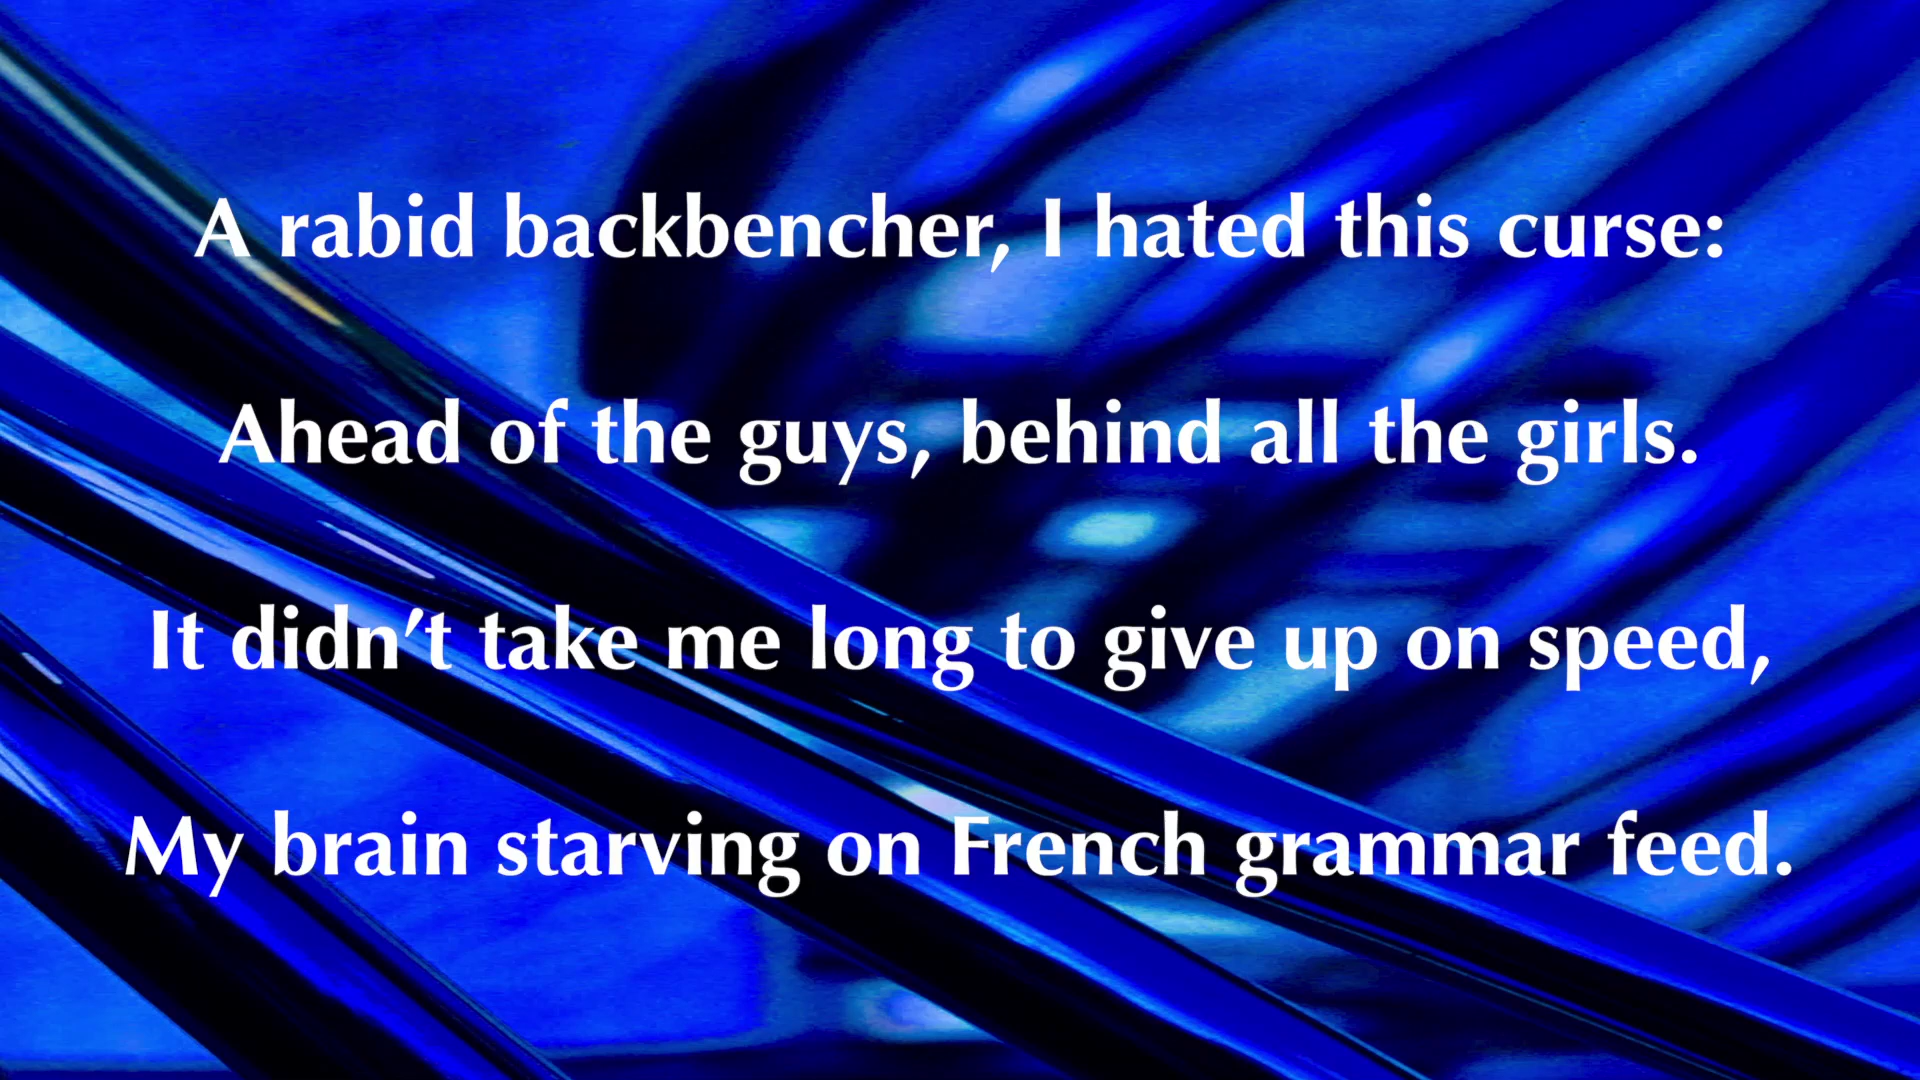 A rabid backbencher, I hated this curse:
Ahead of the guys, behind all the girls.
It didn’t take me long to give up on speed,
My brain starving on French grammar feed.